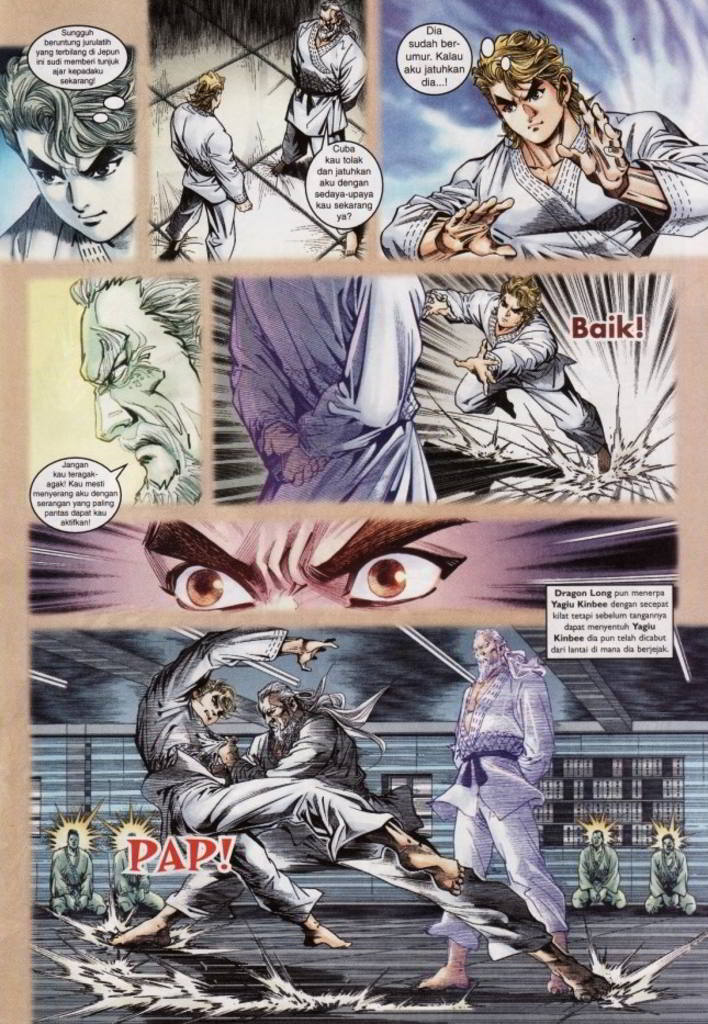 Sungguh
beruntung jurulatih
yang terbilang di Jepun
ini sudi memberi tunjuk
ajar kepadaku
sekarang!
Cuba
kau tolak
dan jatuhkan
aku dengan
sedaya-upaya
kau sekarang
ya?
Dia
sudah ber-
umur. Kalau
aku jatuhkan
dia...!
Jangan
kau teragak-
agak! Kau mesti
menyerang aku dengan
serangan yang paling
pantas dapat kau
aktifkan!
Baik!
Dragon Long pun menerpa
Yagiu Kinbee dengan secepat
kilat tetapi sebelum tangannya
dapat menyentuh Yagiu
Kinbee dia pun telah dicabut
dari lantai di mana dia berjejak.
PAP!